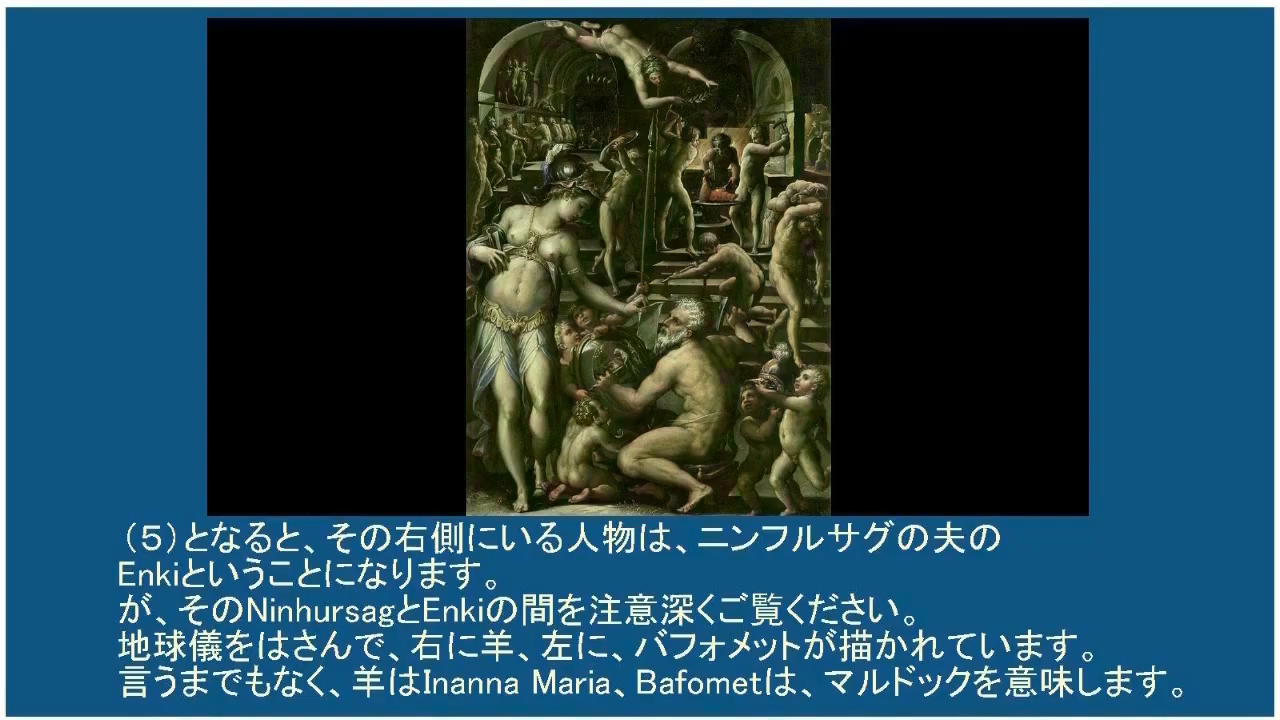 (5)となると、その右側にいる人物は、ニンフルサグの夫の
Enkiということになります。
が、そのNinhursagとEnkiの間を注意深くご覧ください。
地球儀をはさんで、右に羊、左に、バフォメットが描かれています。
言うまでもなく、羊はInanna Maria、Bafometは、マルドックを意味します。